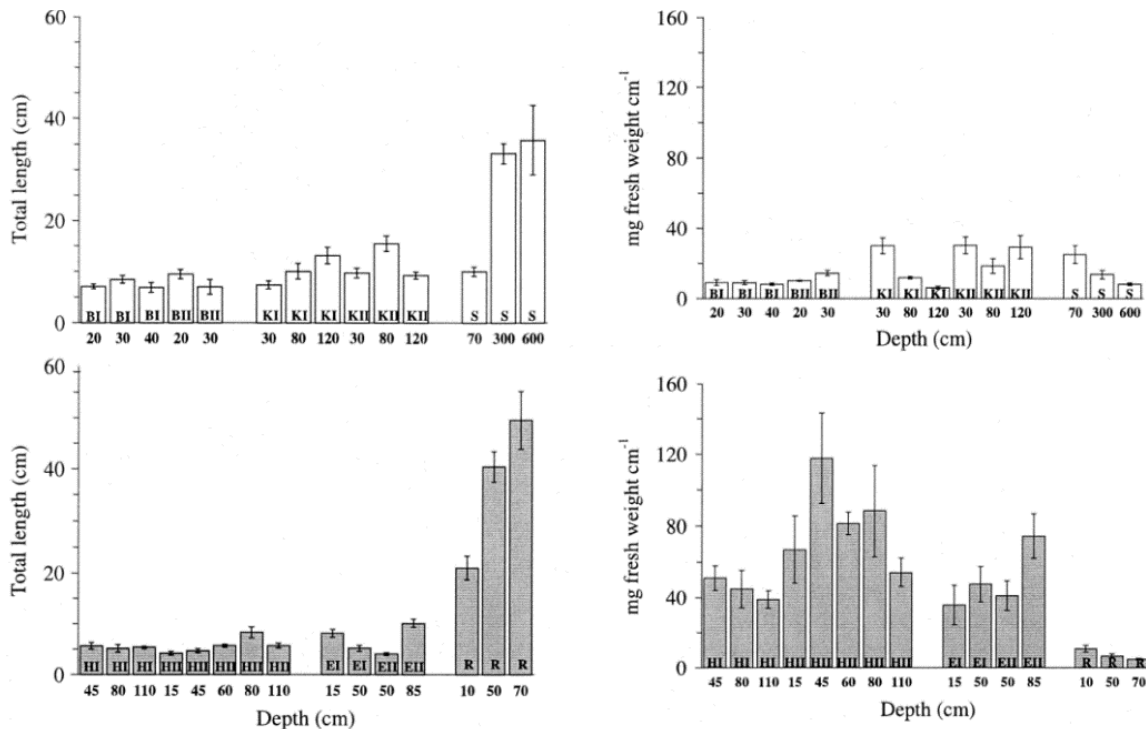 60
40
20
0
Total length (cm)
BI BI BI BII BII KI KI KI KII KII KII S S S
20 30 40 20 30 30 80 120 30 80 120 70 300 600
160
120
80
40
0
mg fresh weight cm-1
BI BI BI BII BII KI KI KI KII KII KII S S S
20 30 40 20 30 30 80 120 30 80 120 70 300 600
Depth (cm)
60
40
20
0
Total length (cm)
HI HI HI HII HII HII HII HII EI EI EII EII R R R
45 80 110 15 45 60 80 110 15 50 50 85 10 50 70
Depth (cm)
160
120
80
40
0
mg fresh weight cm-1
HI HI HI HII HII HII HII HII EI EI EII EII R R R
45 80 110 15 45 60 80 110 15 50 50 85 10 50 70
Depth (cm)